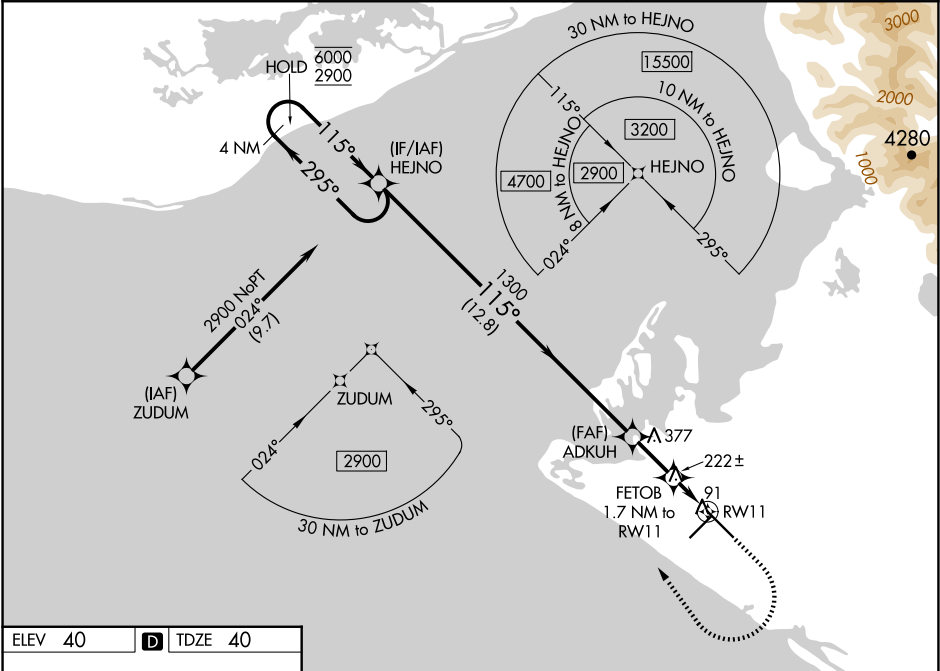 30 NM to HEJNO
15500
3000
HOLD
6000
2900
10 NM to HEJNO
2000
115°
3200
4280
4 NM
115°
(IF/IAF)
HEJNO
8 NM to HEJNO
HEJNO
1000
4700
2900
295°
024°
295°
2900 NoPT
024°
(9.7)
1300
115°
(12.8)
(IAF)
ZUDUM
ZUDUM
295°
024°
2900
30 NM to ZUDUM
(FAF)
ADKUH
377
222±
FETOB
1.7 NM to
RW11
91
RW11
ELEV 40
D
TDZE 40